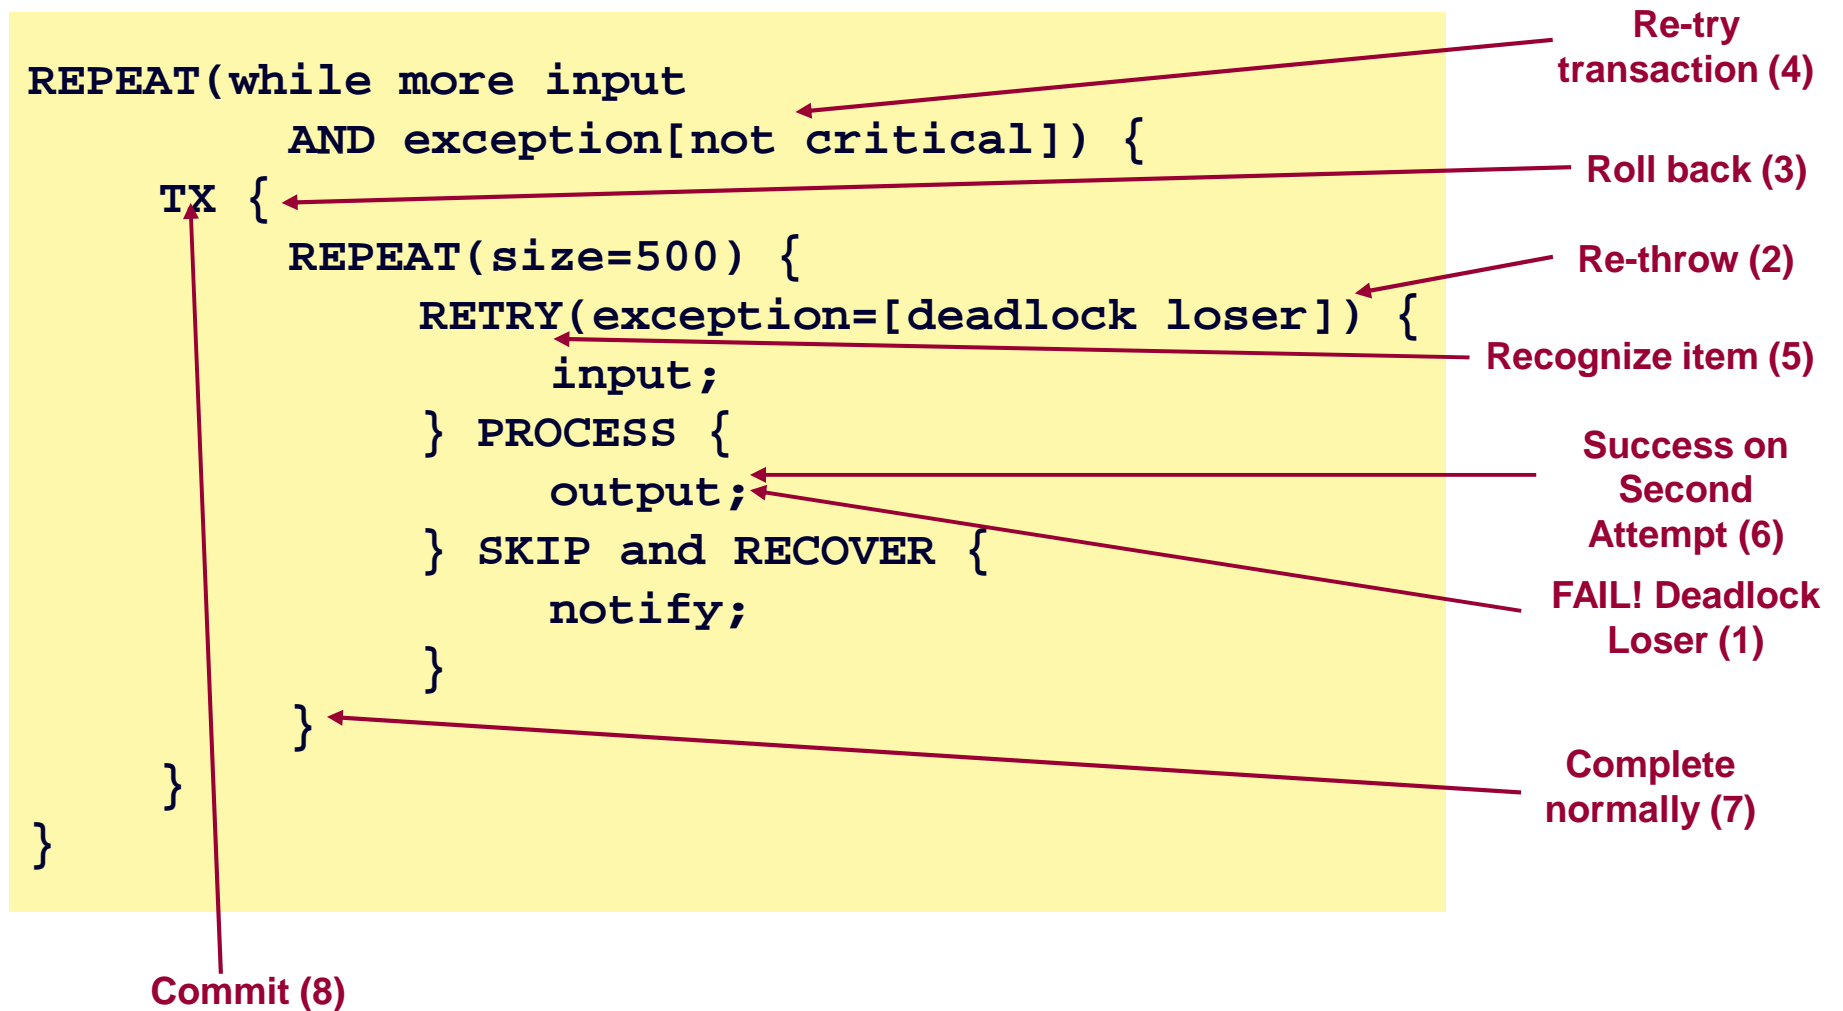 REPEAT(while more input
AND exception[not critical]) {
TX {
REPEAT(size=500) {
RETRY(exception=[deadlock loser]) {
input;
} PROCESS {
output;
} SKIP and RECOVER {
notify;
}
}
}
}
Re-try
transaction (4)
Roll back (3)
Re-throw (2)
Recognize item (5)
Success on
Second
Attempt (6)
FAIL! Deadlock
Loser (1)
Complete
normally (7)
Commit (8)